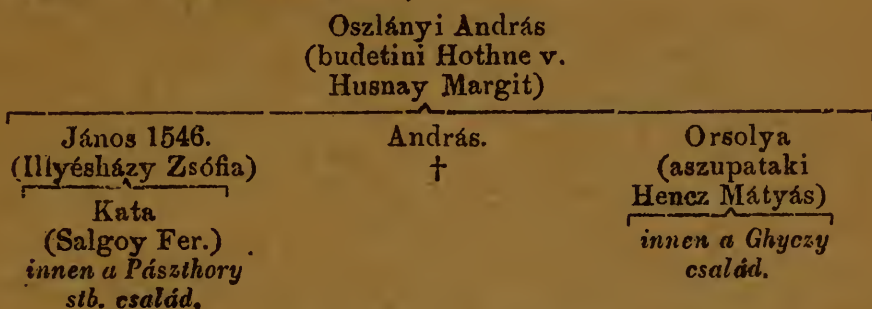 Oszlányi András
(budetini Hothne v.
Husnay Margit)
János 1546.
(Illyésházy Zsófia)
Kata
(Salgoy Fer.)
innen a Pászthory
stb. család.
András.
†
Orsolya
(aszupataki
Hencz Mátyás)
innen a Ghyczy
család.